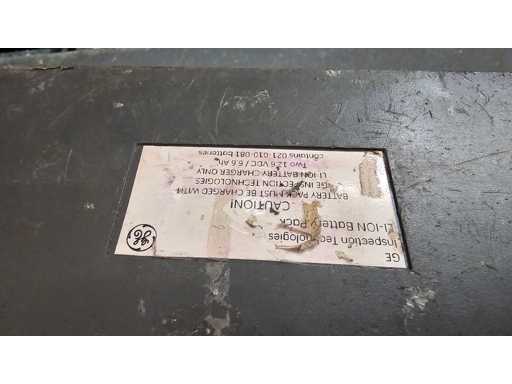 GE
Inspection Technologies
LI-ION Battery Pack
CAUTION!
BATTERY PACK MUST BE CHARGED WITH
GE INSPECTION TECHNOLOGIES
LI-ION BATTERY CHARGER ONLY
Two 12.6 VDC / 6.6 Ah
contains 021-010-081 batteries
GE